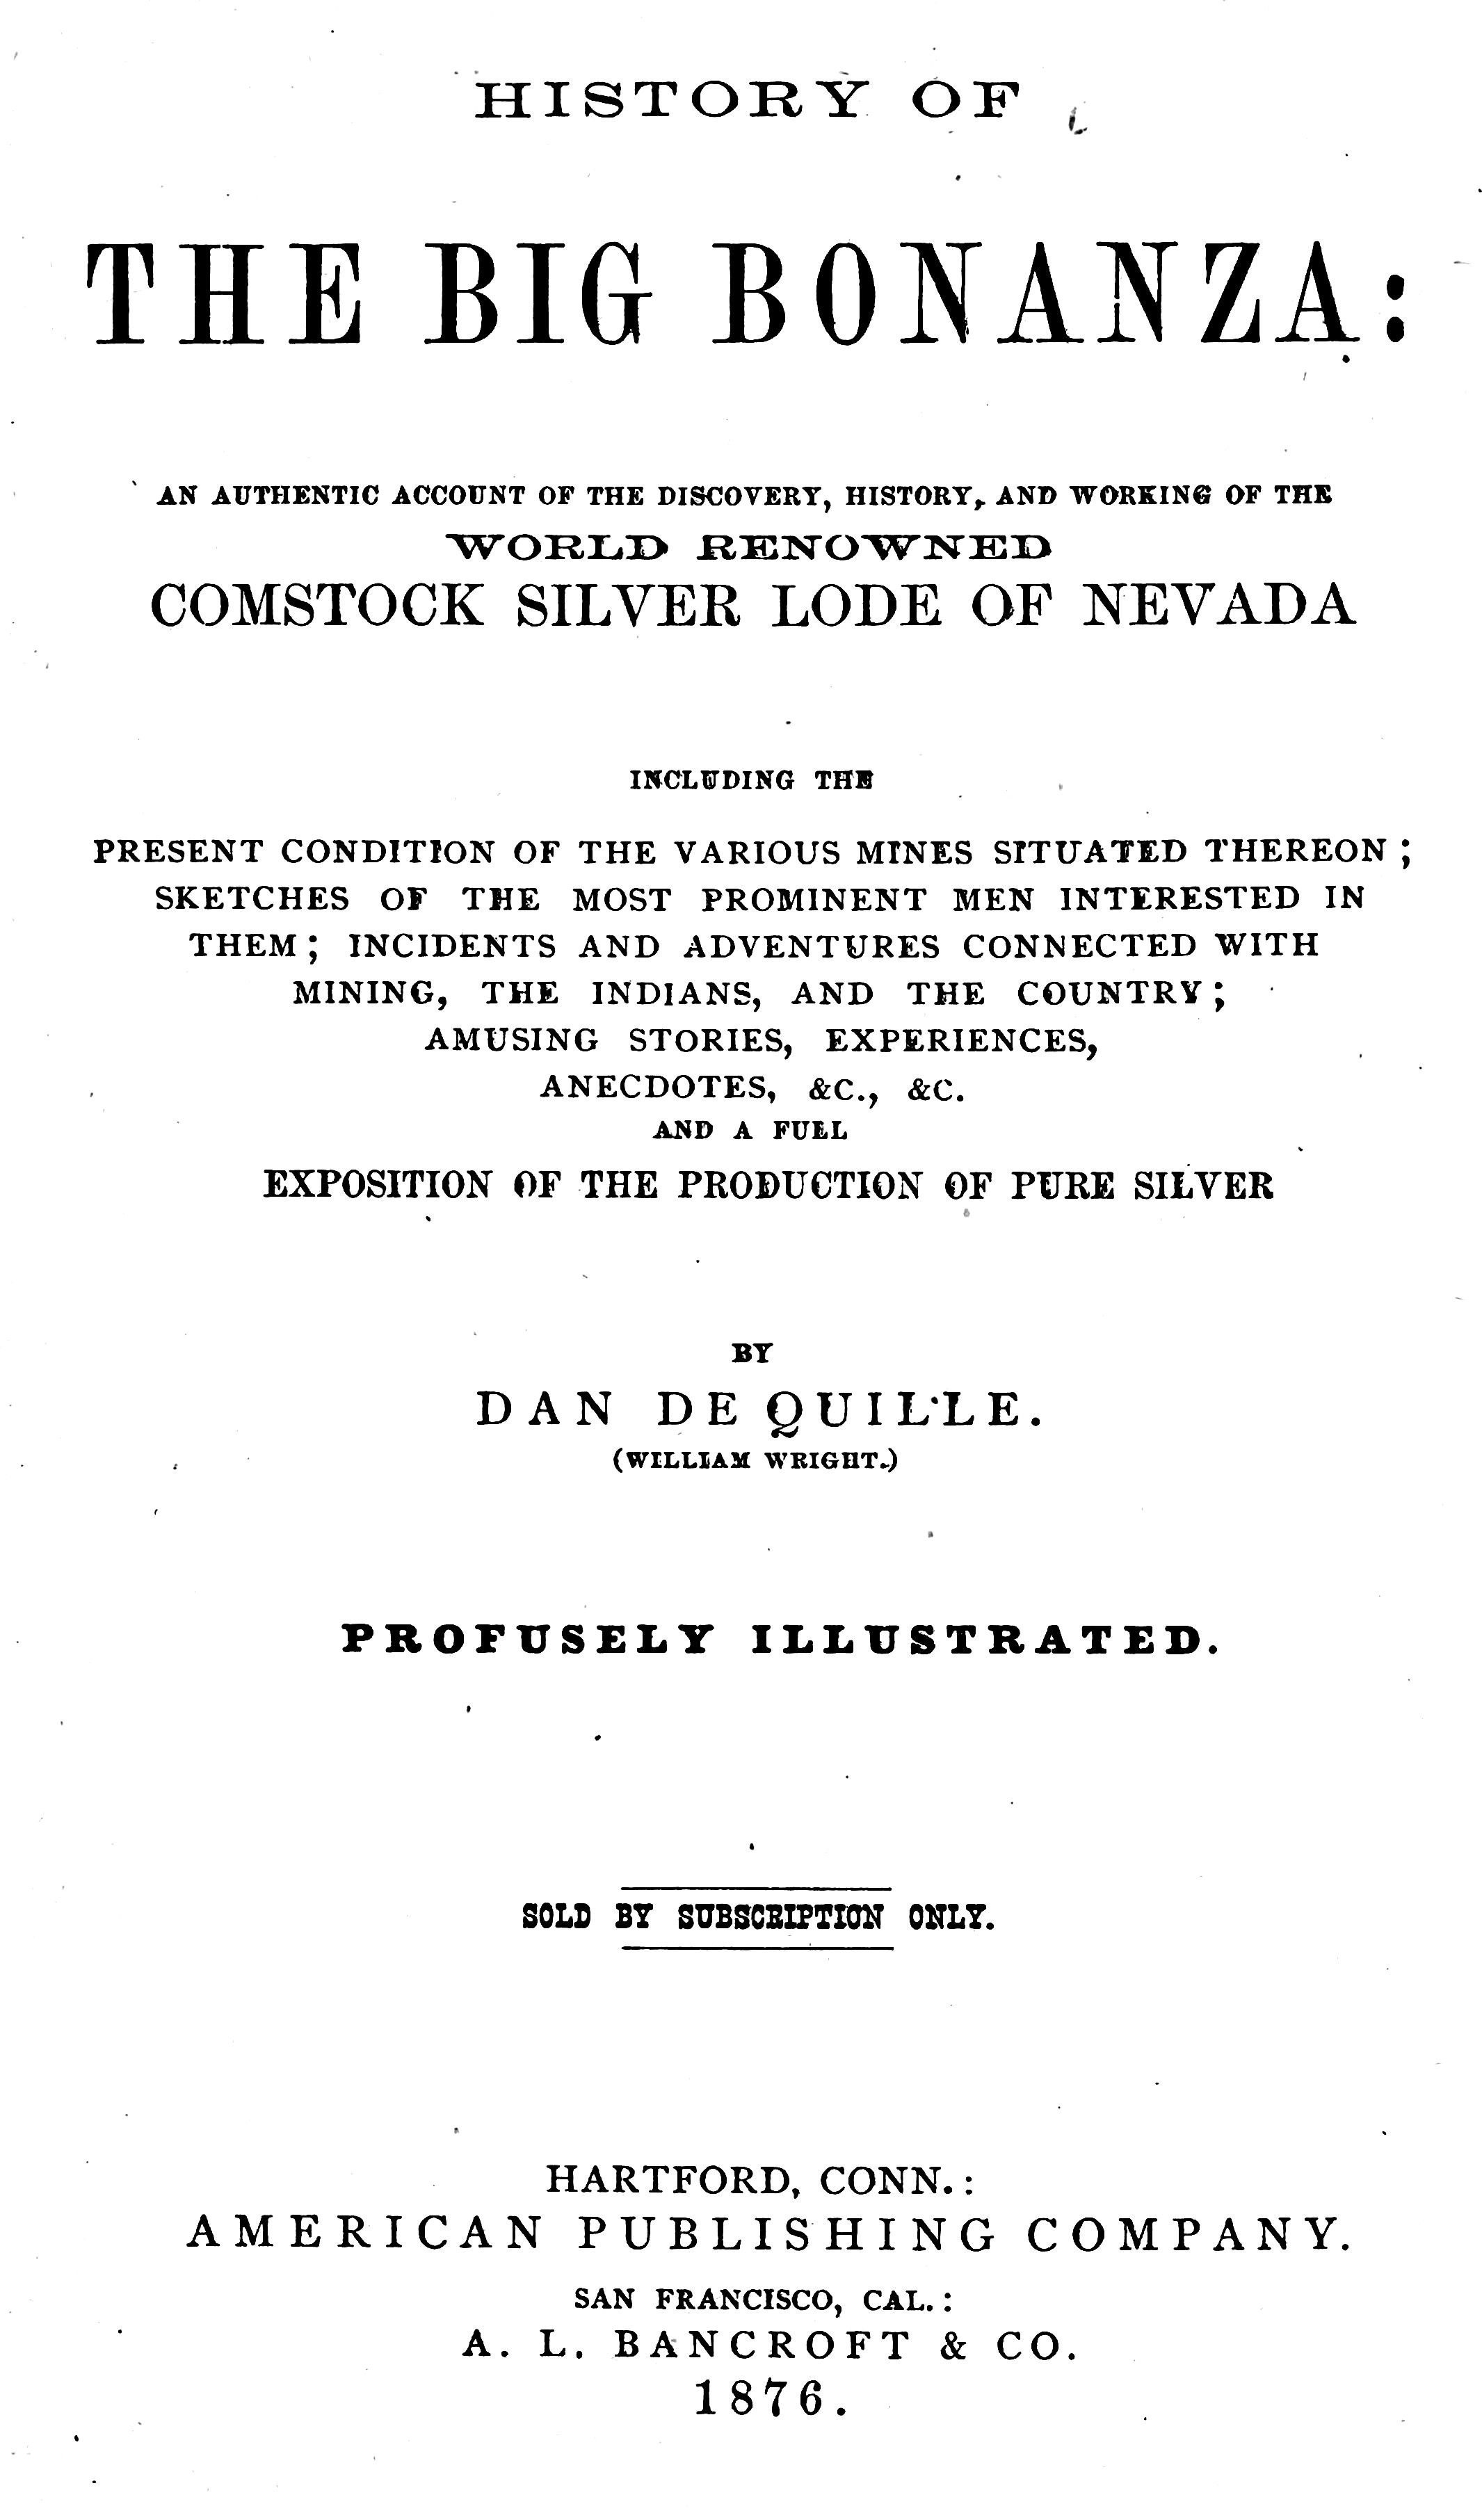 HISTORY OF
THE BIG BONANZA:
AN AUTHENTIC ACCOUNT OF THE DISCOVERY, HISTORY, AND WORKING OF THE
WORLD RENOWNED
COMSTOCK SILVER LODE OF NEVADA
INCLUDING THE
PRESENT CONDITION OF THE VARIOUS MINES SITUATED THEREON;
SKETCHES OF THE MOST PROMINENT MEN INTERESTED IN
THEM; INCIDENTS AND ADVENTURES CONNECTED WITH
MINING, THE INDIANS, AND THE COUNTRY;
AMUSING STORIES, EXPERIENCES,
ANECDOTES, &C., &C.
AND A FULL
EXPOSITION OF THE PRODUCTION OF PURE SILVER
BY
DAN DE QUILLE.
(WILLIAM WRIGHT.)
PROFUSELY ILLUSTRATED.
SOLD BY SUBSCRIPTION ONLY.
HARTFORD, CONN.:
AMERICAN PUBLISHING COMPANY.
SAN FRANCISCO, CAL.:
A. L. BANCROFT & CO.
1876.